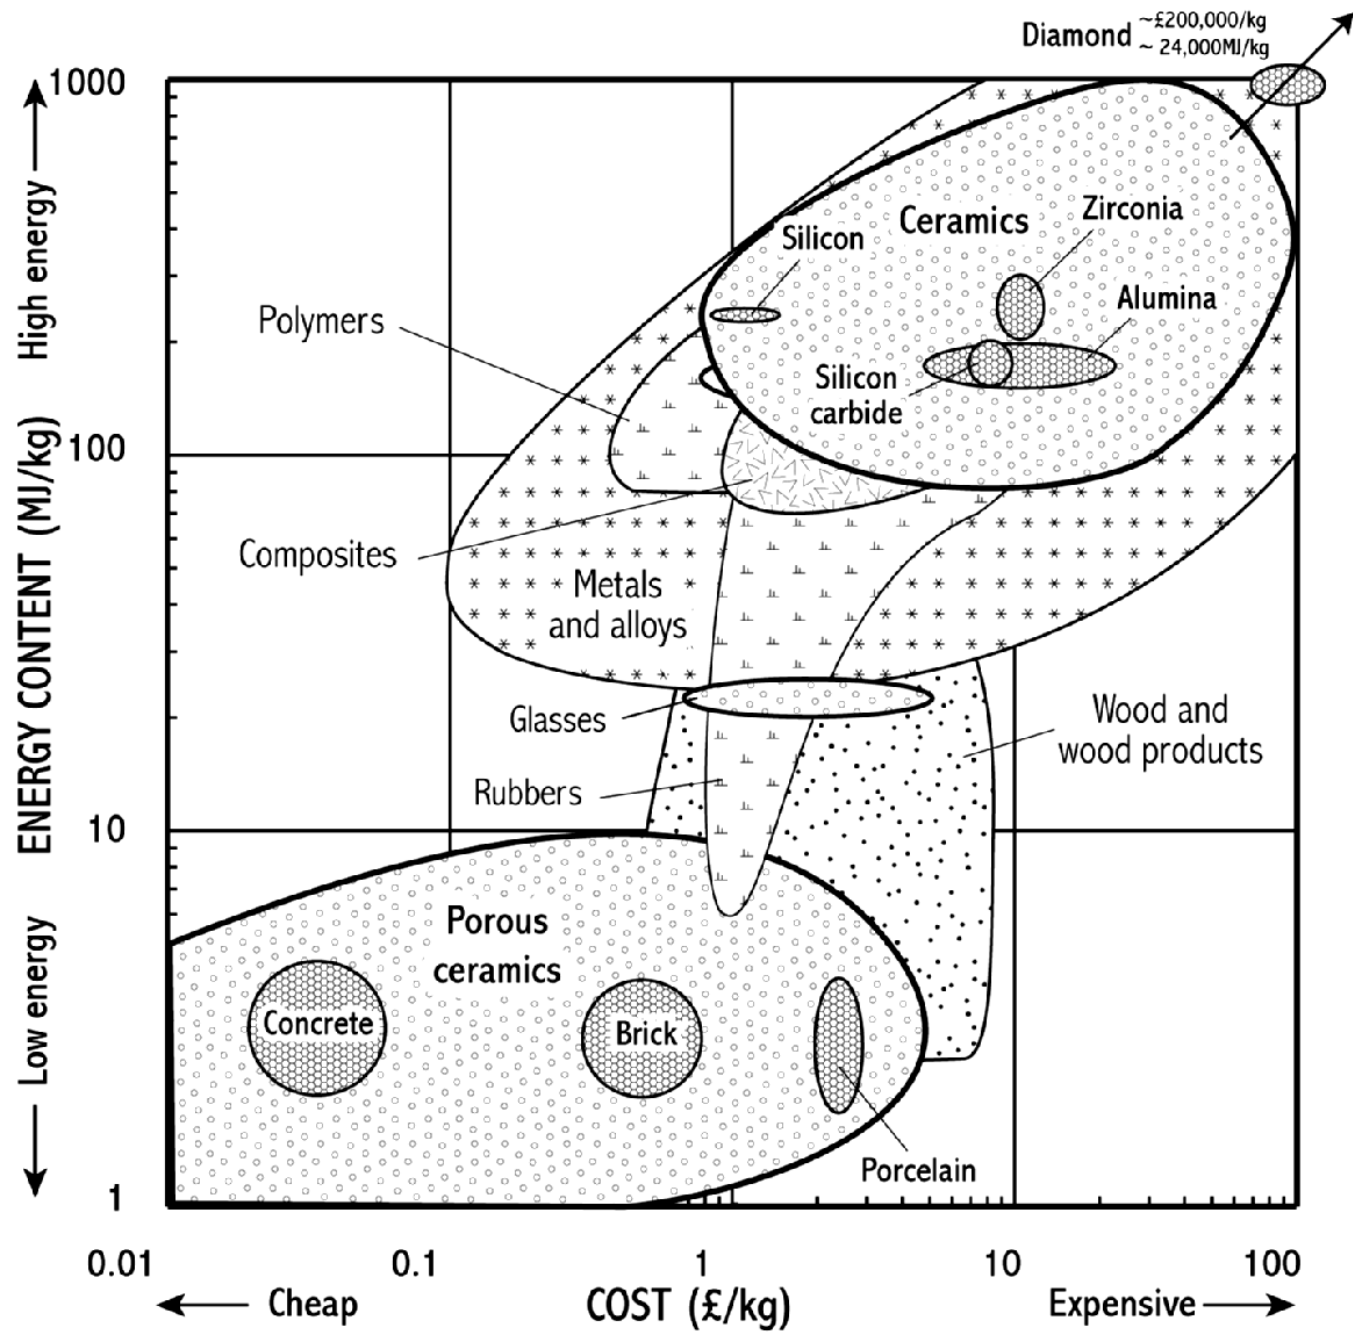 Diamond ~£200,000/kg
~ 24,000MJ/kg
1000
High energy
Zirconia
Ceramics
Silicon
Alumina
Polymers
Silicon
carbide
100
ENERGY CONTENT (MJ/kg)
Composites
Metals
and alloys
Glasses
Wood and
wood products
Rubbers
10
Low energy
Porous
ceramics
Concrete
Brick
Porcelain
1
0.01 0.1 1 10 100
Cheap COST (£/kg) Expensive